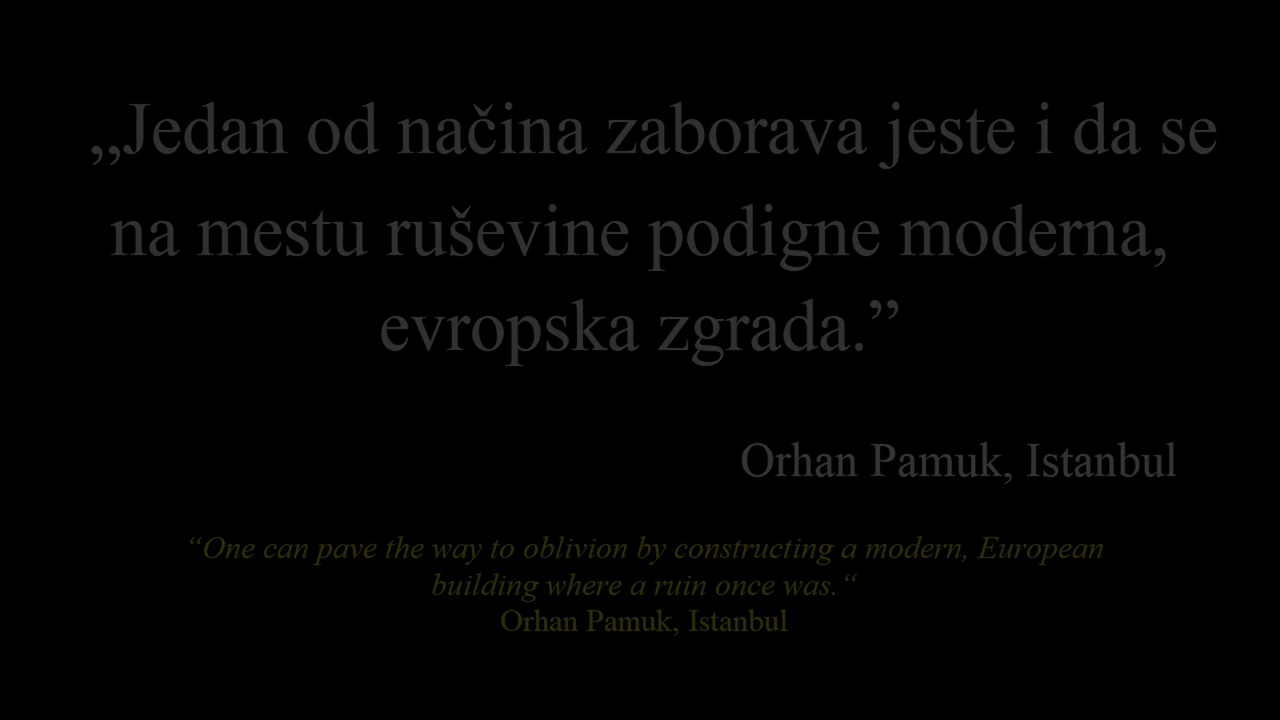 „Jedan od načina zaborava jeste i da se
na mestu ruševine podigne moderna,
evropska zgrada.”
Orhan Pamuk, Istanbul
“One can pave the way to oblivion by constructing a modern, European
building where a ruin once was.“
Orhan Pamuk, Istanbul